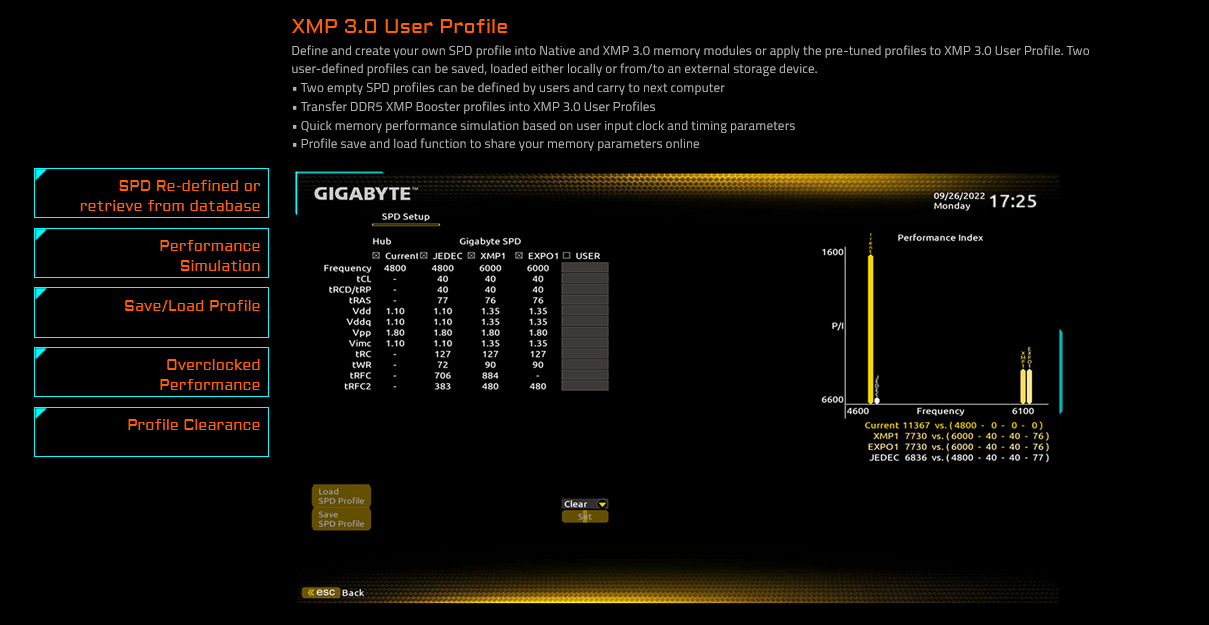 XMP 3.0 User Profile
Define and create your own SPD profile into Native and XMP 3.0 memory modules or apply the pre-tuned profiles to XMP 3.0 User Profile. Two
user-defined profiles can be saved, loaded either locally or from/to an external storage device.
▪ Two empty SPD profiles can be defined by users and carry to next computer
▪ Transfer DDR5 XMP Booster profiles into XMP 3.0 User Profiles
▪ Quick memory performance simulation based on user input clock and timing parameters
▪ Profile save and load function to share your memory parameters online
SPD Re-defined or
retrieve from database
Performance
Simulation
Save/Load Profile
Overclocked
Performance
Profile Clearance
GIGABYTE™
09/26/2022
Monday
17:25
SPD Setup
Hub Gigabyte SPD
Current JEDEC XMP1 EXPO1 USER
Frequency 4800 4800 6000 6000
tCL - 40 40 40
tRCD/tRP - 40 40 40
tRAS - 77 76 76
Vdd 1.10 1.10 1.35 1.35
Vddq 1.10 1.10 1.35 1.35
Vpp 1.80 1.80 1.80 1.80
Vimc 1.10 1.10 1.35 1.35
tRC - 127 127 127
tWR - 72 90 90
tRFC - 706 884 -
tRFC2 - 383 480 480
Performance Index
1600
P/I
XMP1
EXPO1
6600
4600 Frequency 6100
Current 11367 vs. (4800 - 0 - 0 - 0)
XMP1 7730 vs. (6000 - 40 - 40 - 76)
EXPO1 7730 vs. (6000 - 40 - 40 - 76)
JEDEC 6836 vs. (4800 - 40 - 40 - 77)
Load
SPD Profile
Save
SPD Profile
Clear
Set
esc Back